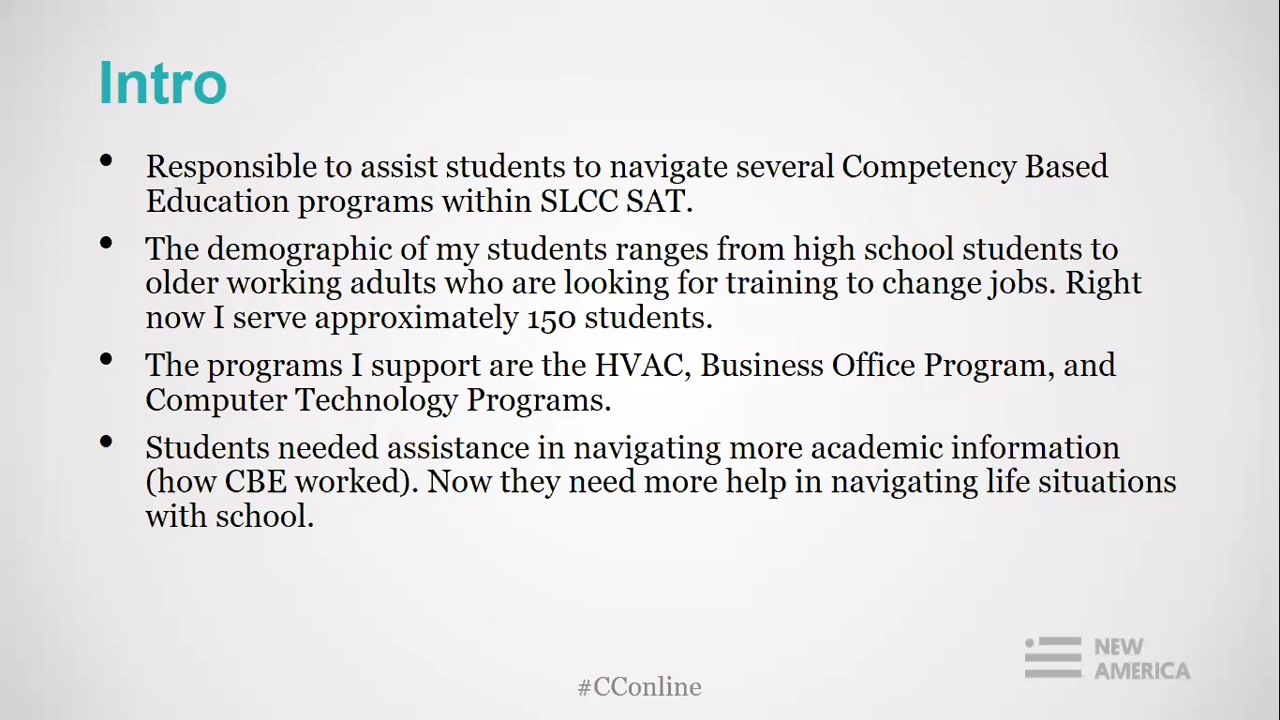 Intro
• Responsible to assist students to navigate several Competency Based
Education programs within SLCC SAT.
• The demographic of my students ranges from high school students to
older working adults who are looking for training to change jobs. Right
now I serve approximately 150 students.
• The programs I support are the HVAC, Business Office Program, and
Computer Technology Programs.
• Students needed assistance in navigating more academic information
(how CBE worked). Now they need more help in navigating life situations
with school.
NEW
AMERICA
#CConline